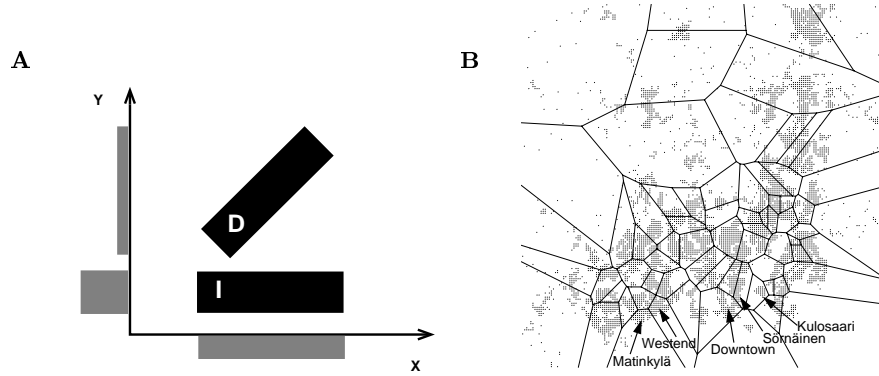 A
Y
D
I
X
B
Kulosaari
Sörnäinen
Westend
Downtown
Matinkylä